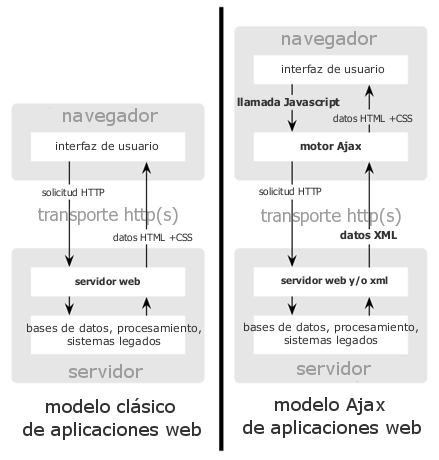 navegador
interfaz de usuario
solicitud HTTP
transporte http(s)
datos HTML +CSS
servidor web
bases de datos, procesamiento,
sistemas legados
servidor
modelo clásico
de aplicaciones web
navegador
interfaz de usuario
llamada Javascript
datos HTML +CSS
motor Ajax
solicitud HTTP
transporte http(s)
datos XML
servidor web y/o xml
bases de datos, procesamiento,
sistemas legados
servidor
modelo Ajax
de aplicaciones web